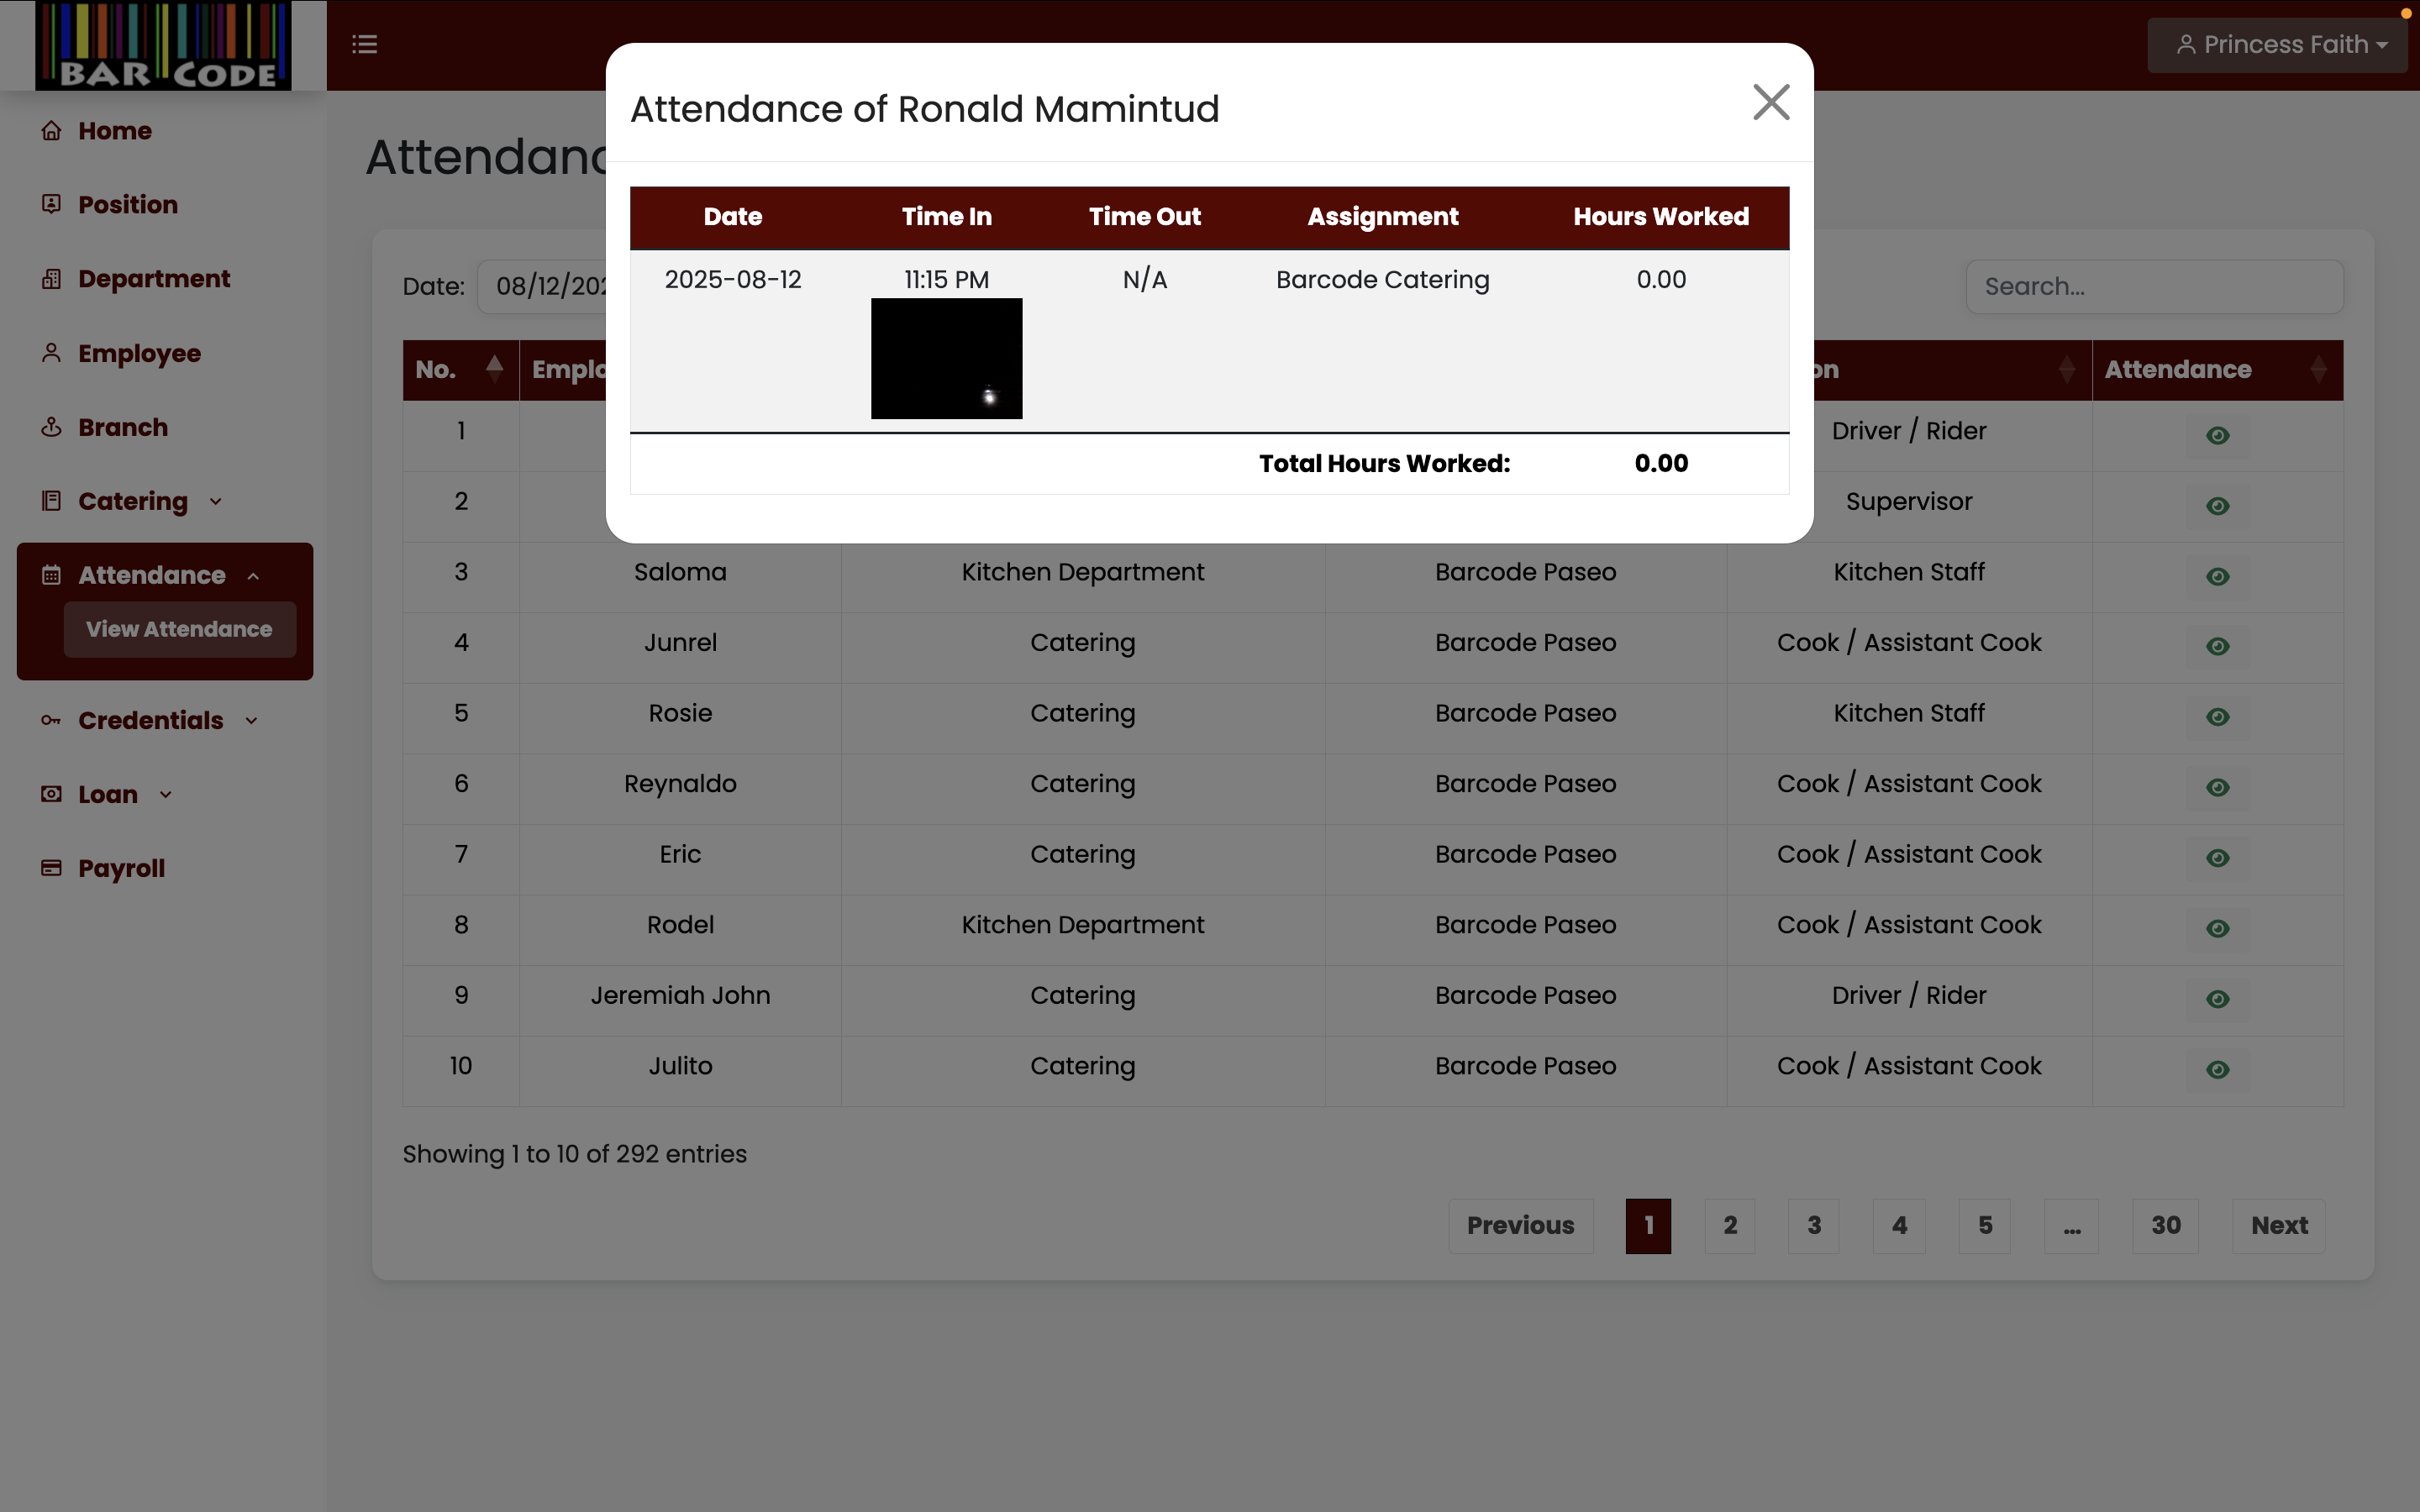 BAR CODE
Princess Faith
Home
Position
Department
Employee
Branch
Catering
Attendance
View Attendance
Credentials
Loan
Payroll
Attendance of Ronald Mamintud
Date Time In Time Out Assignment Hours Worked
2025-08-12 11:15 PM N/A Barcode Catering 0.00
Total Hours Worked: 0.00
Date: Search...
No. Attendance
1 Driver / Rider
2 Supervisor
3 Saloma Kitchen Department Barcode Paseo Kitchen Staff
4 Junrel Catering Barcode Paseo Cook / Assistant Cook
5 Rosie Catering Barcode Paseo Kitchen Staff
6 Reynaldo Catering Barcode Paseo Cook / Assistant Cook
7 Eric Catering Barcode Paseo Cook / Assistant Cook
8 Rodel Kitchen Department Barcode Paseo Cook / Assistant Cook
9 Jeremiah John Catering Barcode Paseo Driver / Rider
10 Julito Catering Barcode Paseo Cook / Assistant Cook
Showing 1 to 10 of 292 entries
Previous 1 2 3 4 5 ... 30 Next